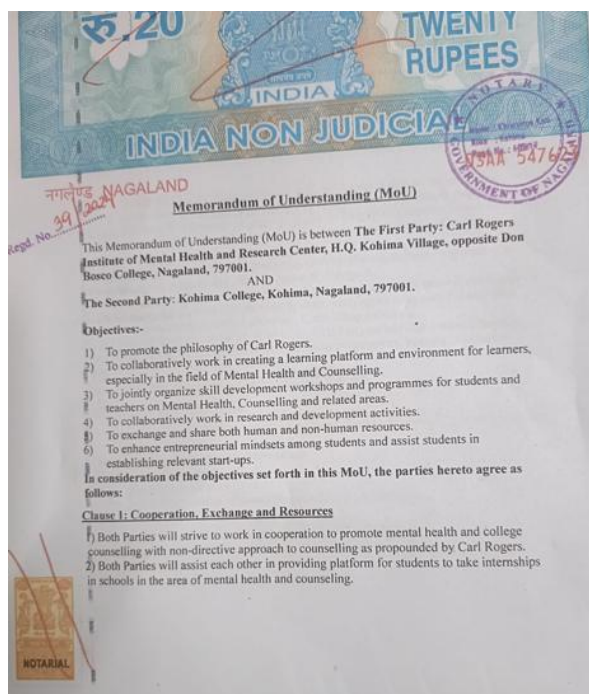 रु.20
TWENTY
RUPEES
INDIA
INDIA NON JUDICIAL
NOTARY
GOVERNMENT OF NAGALAND
नगालैण्ड NAGALAND
Regd. No. 39/2024
Memorandum of Understanding (MoU)
This Memorandum of Understanding (MoU) is between The First Party: Carl Rogers
Institute of Mental Health and Research Center, H.Q. Kohima Village, opposite Don
Bosco College, Nagaland, 797001.
AND
The Second Party: Kohima College, Kohima, Nagaland, 797001.
Objectives:-
1) To promote the philosophy of Carl Rogers.
2) To collaboratively work in creating a learning platform and environment for learners,
especially in the field of Mental Health and Counselling.
3) To jointly organize skill development workshops and programmes for students and
teachers on Mental Health, Counselling and related areas.
4) To collaboratively work in research and development activities.
5) To exchange and share both human and non-human resources.
6) To enhance entrepreneurial mindsets among students and assist students in
establishing relevant start-ups.
In consideration of the objectives set forth in this MoU, the parties hereto agree as
follows:
Clause 1: Cooperation, Exchange and Resources
1) Both Parties will strive to work in cooperation to promote mental health and college
counselling with non-directive approach to counselling as propounded by Carl Rogers.
2) Both Parties will assist each other in providing platform for students to take internships
in schools in the area of mental health and counseling.
NOTARIAL